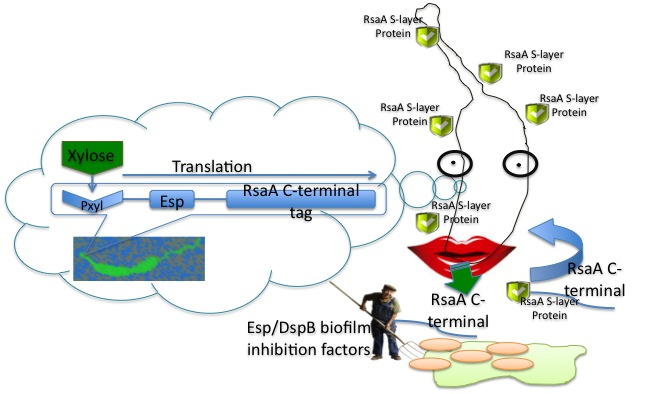 RsaA S-layer
Protein
RsaA S-layer
Protein
RsaA S-layer
Protein
RsaA S-layer
Protein
Xylose
Translation
Pxyl
Esp
RsaA C-terminal
tag
RsaA S-layer
Protein
RsaA C-
terminal
RsaA S-layer
Protein
RsaA C-
terminal
Esp/DspB biofilm
inhibition factors